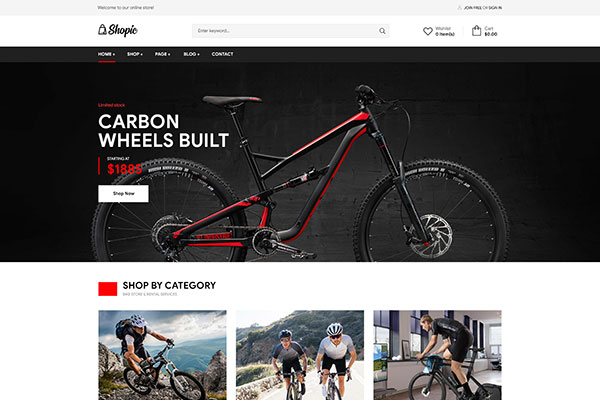 Welcome to our online store!
JOIN FREE OR SIGN IN
Shopic
Enter keyword...
Wishlist
0 Item(s)
Cart
$0.00
HOME +
SHOP +
PAGE +
BLOG +
CONTACT
Limited stock
CARBON
WHEELS BUILT
STARTING AT
$1885
Shop Now
SHOP BY CATEGORY
BIKE STORE & RENTAL SERVICES